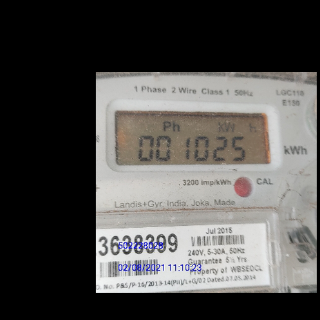 1 Phase 2 Wire Class 1 50Hz
LGC118
E150
Ph kW
001025
kWh
3200 imp/kWh
CAL
Landis+Gyr, India, Joka, Made
Jul 2015
3698399
502228028
240V, 5-30A, 50Hz
Guarantee 5½ Yrs
Property of WBSEDCL
02/08/2021 11:10:23